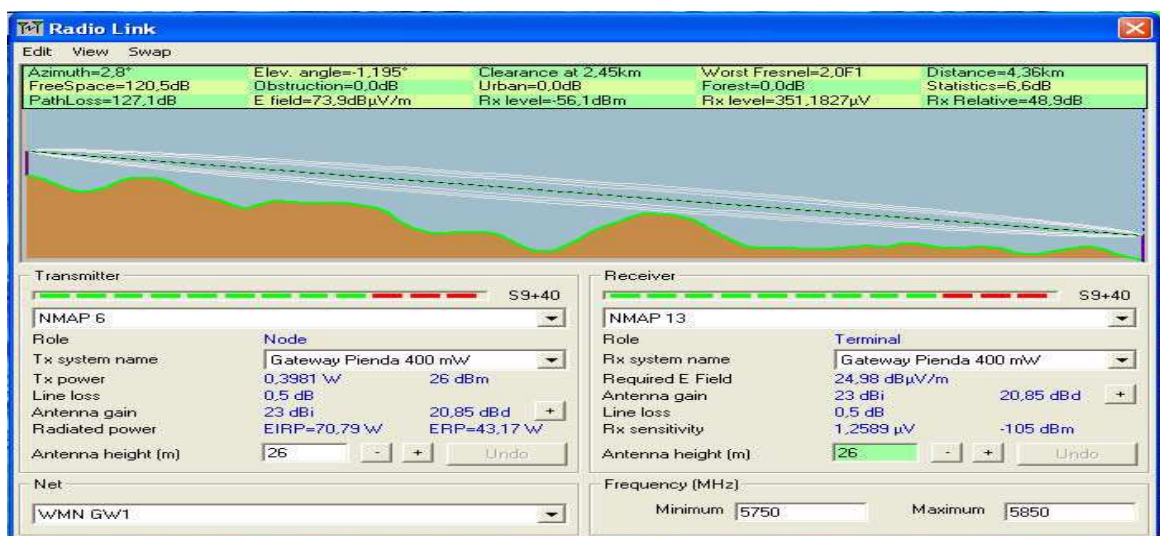 Radio Link
Edit View Swap
Azimuth=2,8° Elev. angle=-1,195° Clearance at 2,45km Worst Fresnel=2,0F1 Distance=4,36km
FreeSpace=120,5dB Obstruction=0,0dB Urban=0,0dB Forest=0,0dB Statistics=6,6dB
PathLoss=127,1dB E field=73,9dBµV/m Rx level=-56,1dBm Rx level=351,1827µV Rx Relative=48,9dB
Transmitter
S9+40
NMAP 6
Role Node
Tx system name Gateway Pienda 400 mW
Tx power 0,3981 W 26 dBm
Line loss 0,5 dB
Antenna gain 23 dBi 20,85 dBd +
Radiated power EIRP=70,79 W ERP=43,17 W
Antenna height (m) 26 - + Undo
Net
WMN GW1
Receiver
S9+40
NMAP 13
Role Terminal
Rx system name Gateway Pienda 400 mW
Required E Field 24,98 dBµV/m
Antenna gain 23 dBi 20,85 dBd +
Line loss 0,5 dB
Rx sensitivity 1,2589 µV -105 dBm
Antenna height (m) 26 - + Undo
Frequency (MHz)
Minimum 5750 Maximum 5850